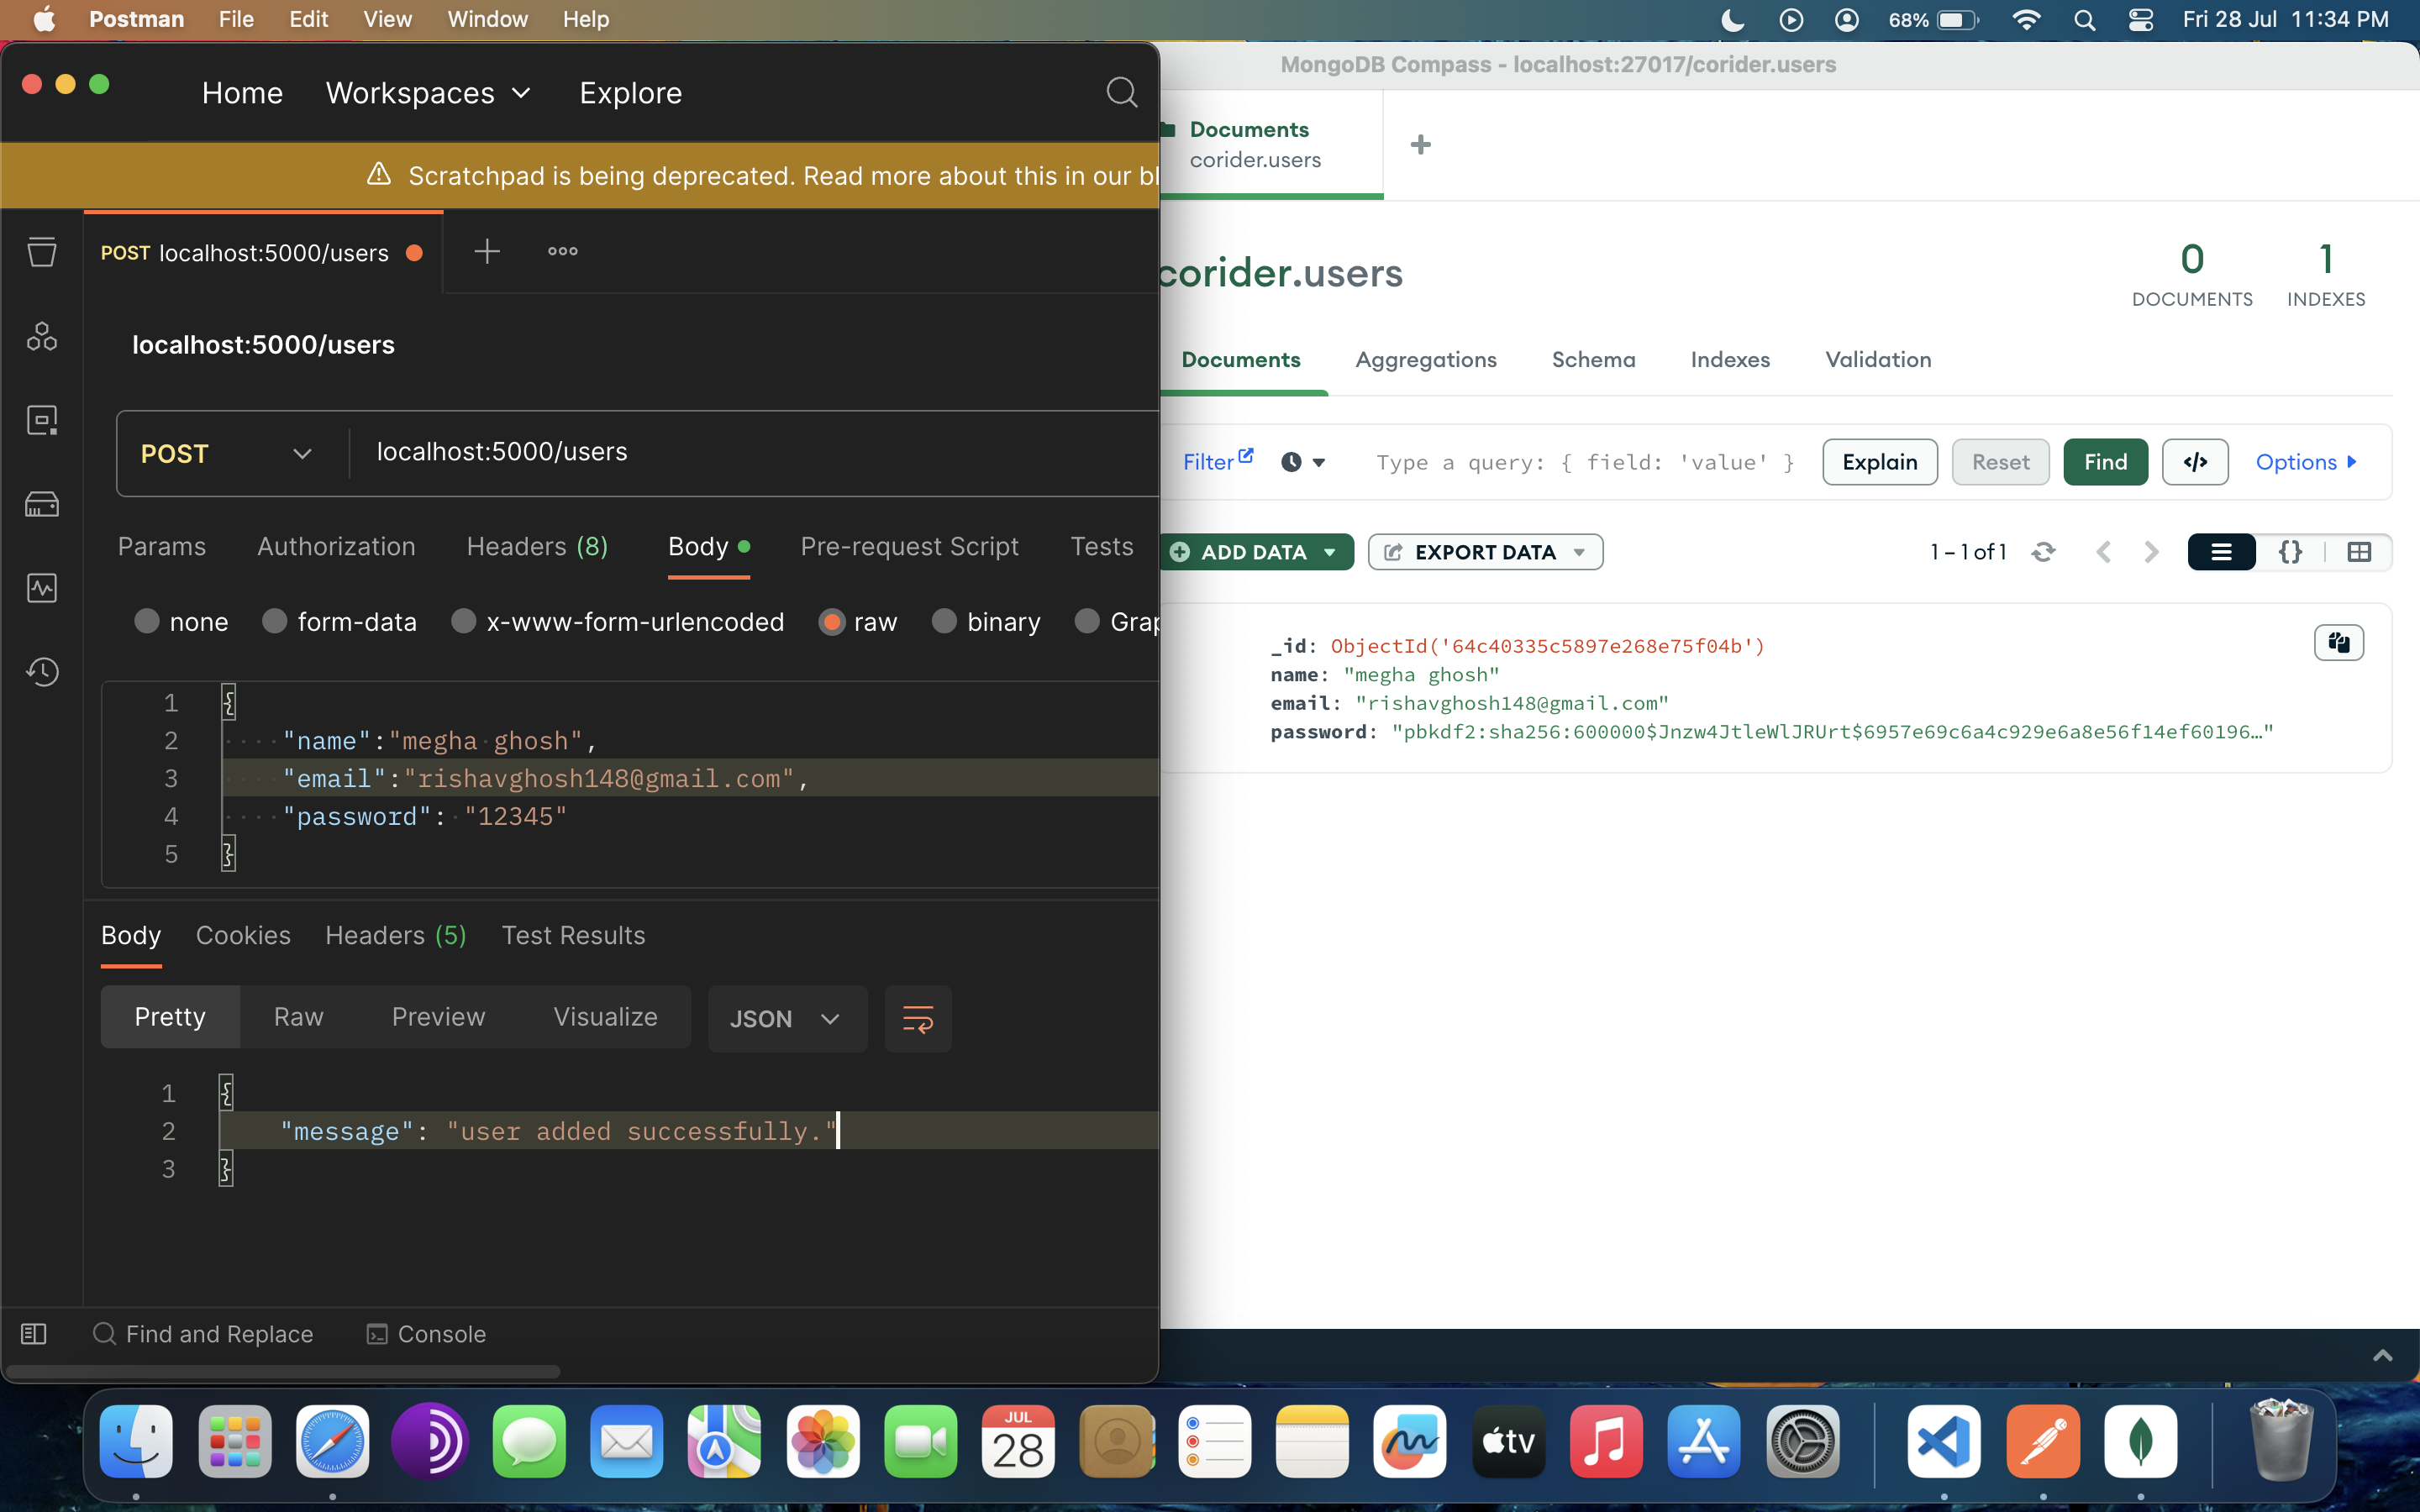 Postman File Edit View Window Help 68% Fri 28 Jul 11:34 PM
Home Workspaces Explore
Scratchpad is being deprecated. Read more about this in our bl
POST localhost:5000/users
localhost:5000/users
POST localhost:5000/users
Params Authorization Headers (8) Body Pre-request Script Tests
none form-data x-www-form-urlencoded raw binary Grap
1 {
2 "name":"megha ghosh",
3 "email":"rishavghosh148@gmail.com",
4 "password": "12345"
5 }
Body Cookies Headers (5) Test Results
Pretty Raw Preview Visualize JSON
1 {
2 "message": "user added successfully."
3 }
Find and Replace Console
MongoDB Compass - localhost:27017/corider.users
Documents
corider.users
corider.users
0
DOCUMENTS
1
INDEXES
Documents Aggregations Schema Indexes Validation
Filter Type a query: { field: 'value' } Explain Reset Find </> Options
ADD DATA EXPORT DATA 1 – 1 of 1 {}
_id: ObjectId('64c40335c5897e268e75f04b')
name: "megha ghosh"
email: "rishavghosh148@gmail.com"
password: "pbkdf2:sha256:600000$Jnzw4JtleWlJRUrt$6957e69c6a4c929e6a8e56f14ef60196…"
JUL
28
tv